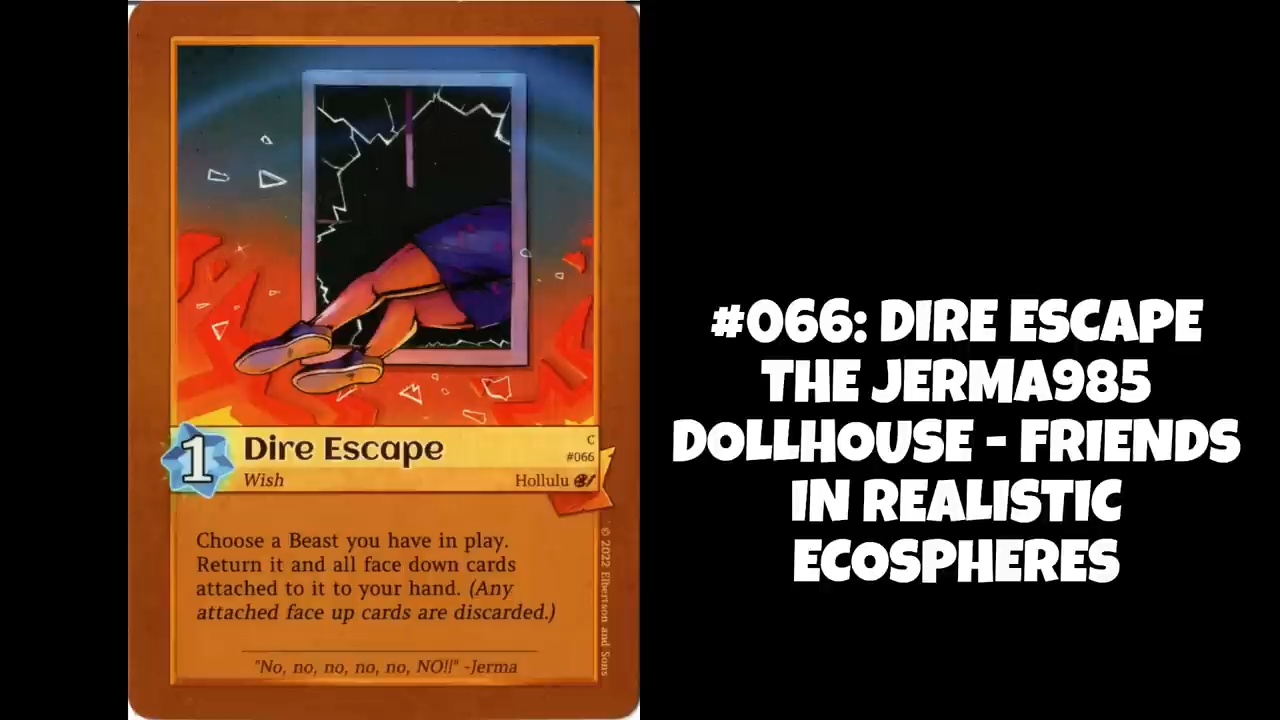 1
Dire Escape
C
#066
Wish
Hollulu
Choose a Beast you have in play.
Return it and all face down cards
attached to it to your hand. (Any
attached face up cards are discarded.)
"No, no, no, no, no, NO!!" -Jerma
© 2022 Elbertson and Sons
#066: DIRE ESCAPE
THE JERMA985
DOLLHOUSE - FRIENDS
IN REALISTIC
ECOSPHERES